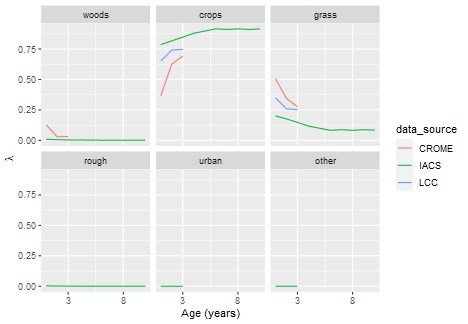 woods crops grass
0.75
0.50
0.25
0.00
rough urban other
0.75
0.50
0.25
0.00
3 8 3 8 3 8
Age (years)
λ
data_source
CROME
IACS
LCC